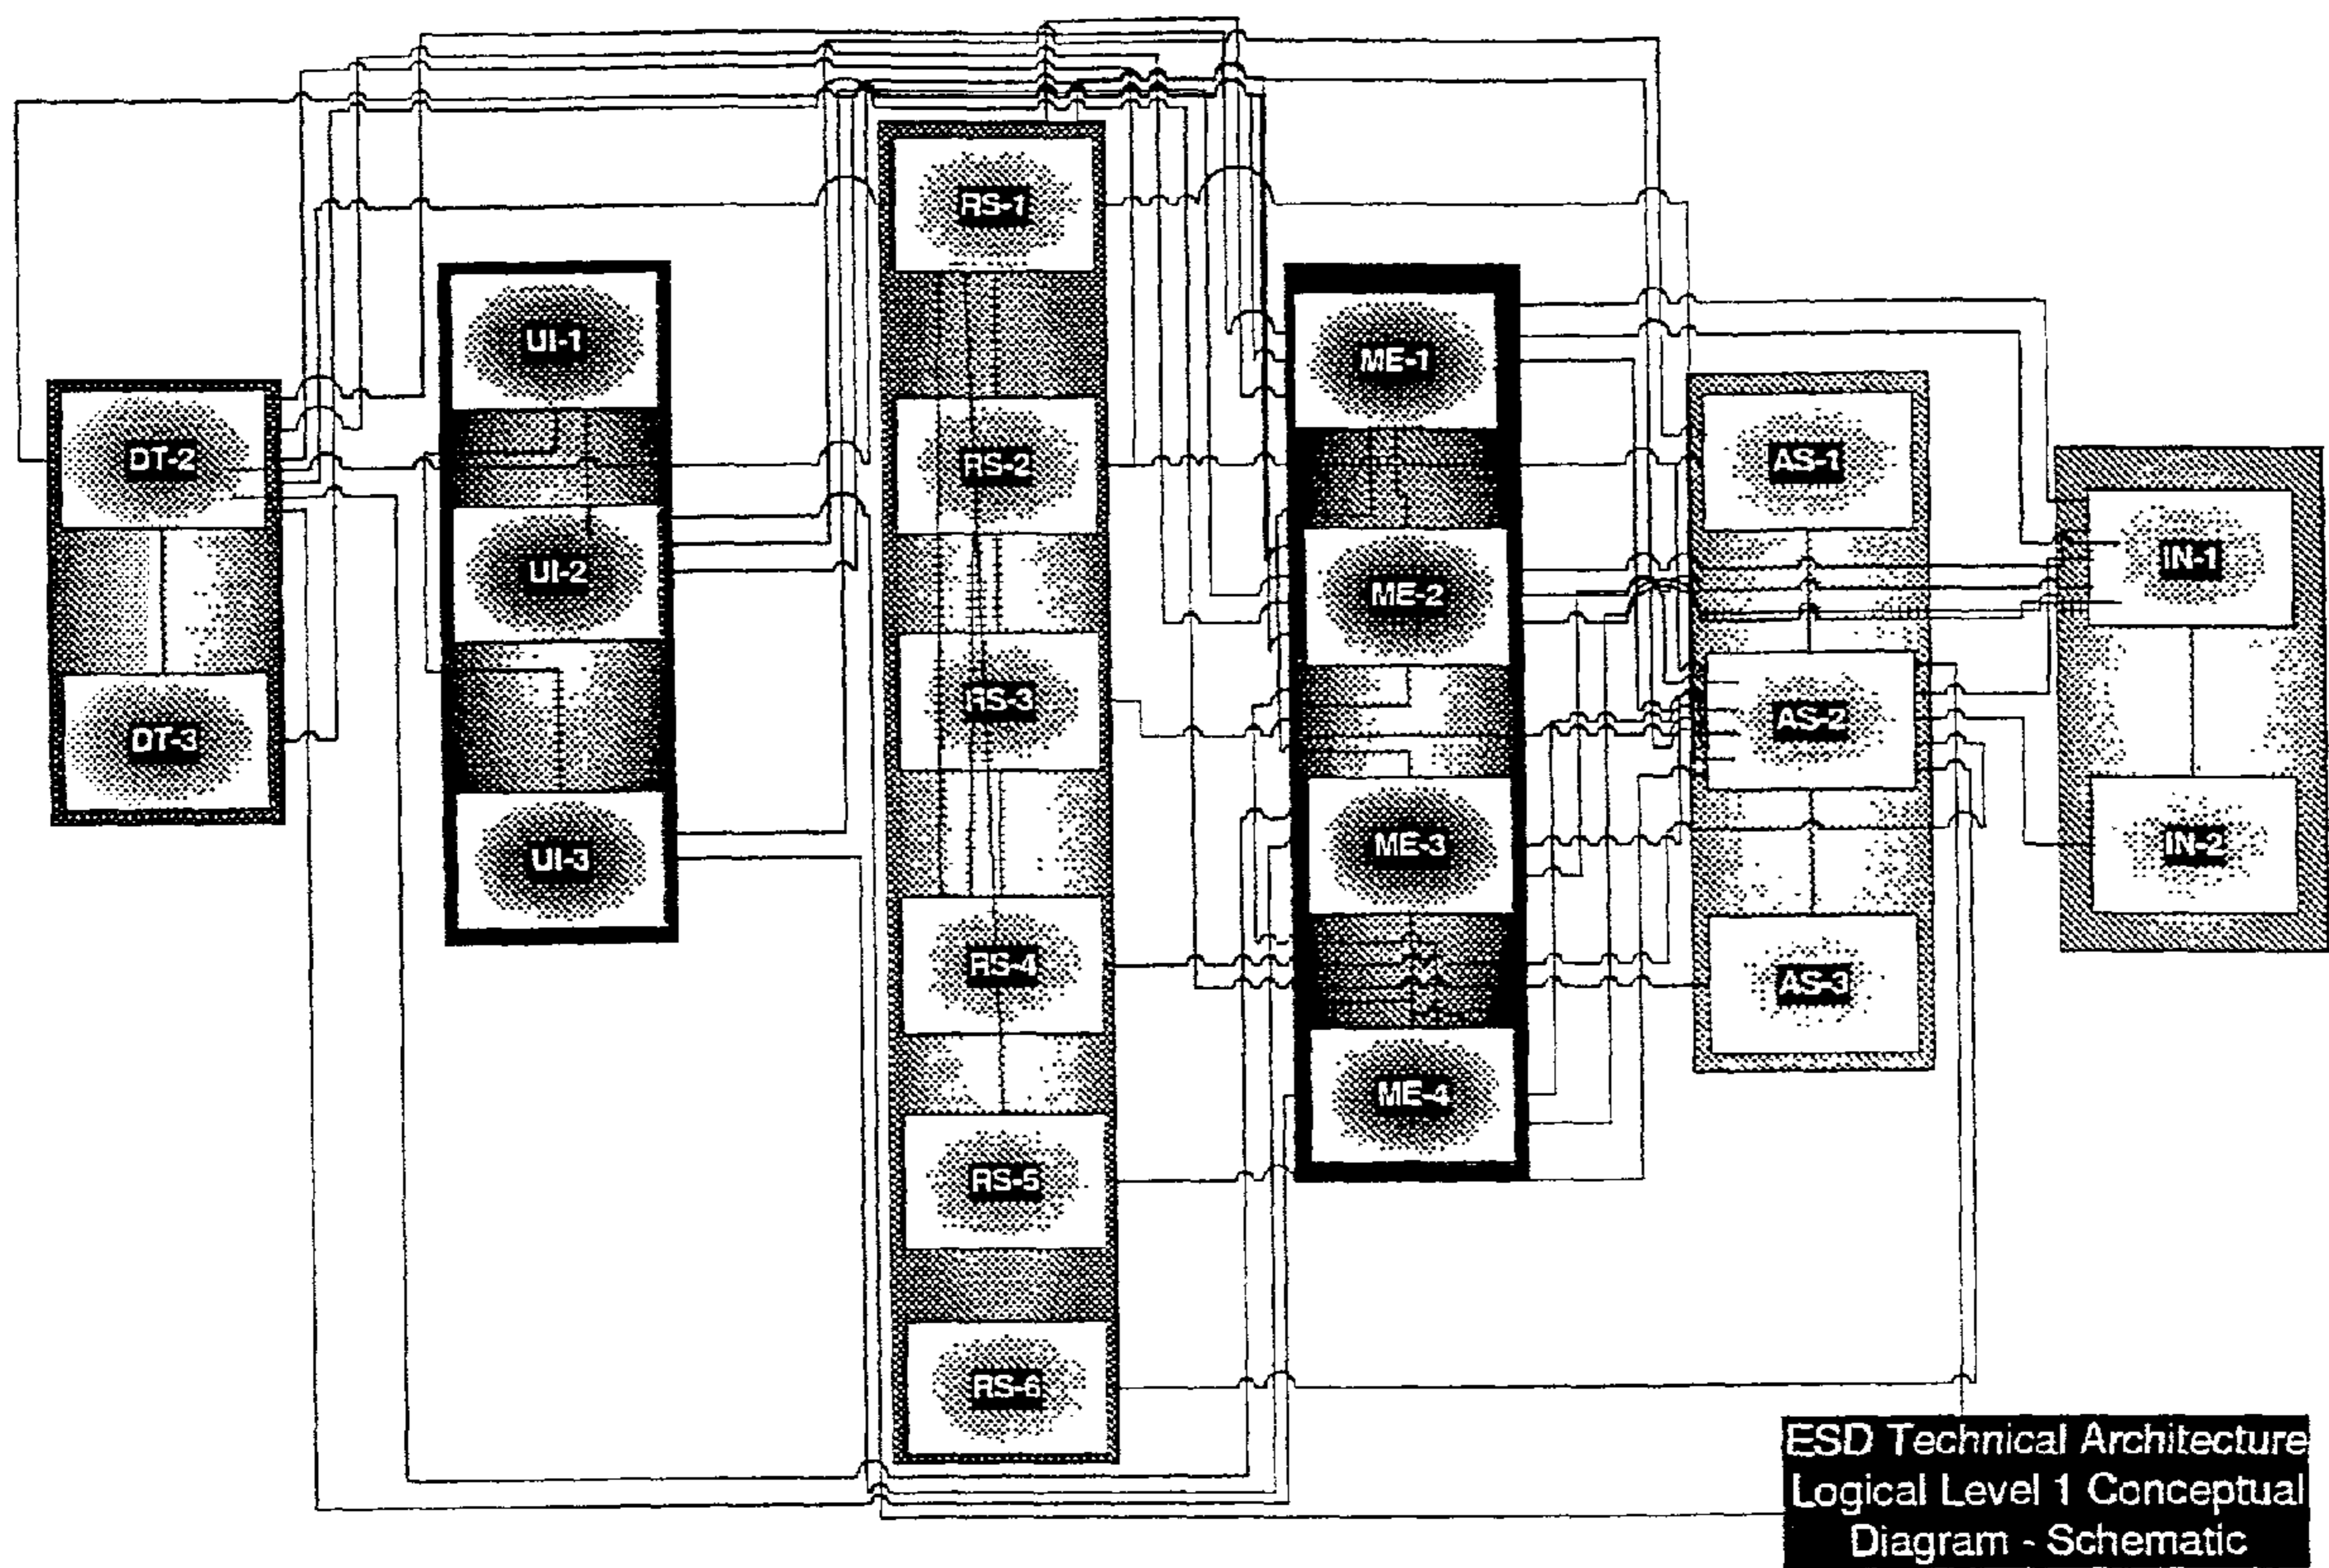 DT-2
DT-3
UI-1
UI-2
UI-3
RS-1
RS-2
RS-3
RS-4
RS-5
RS-6
ME-1
ME-2
ME-3
ME-4
AS-1
AS-2
AS-3
IN-1
IN-2
ESD Technical Architecture
Logical Level 1 Conceptual
Diagram - Schematic